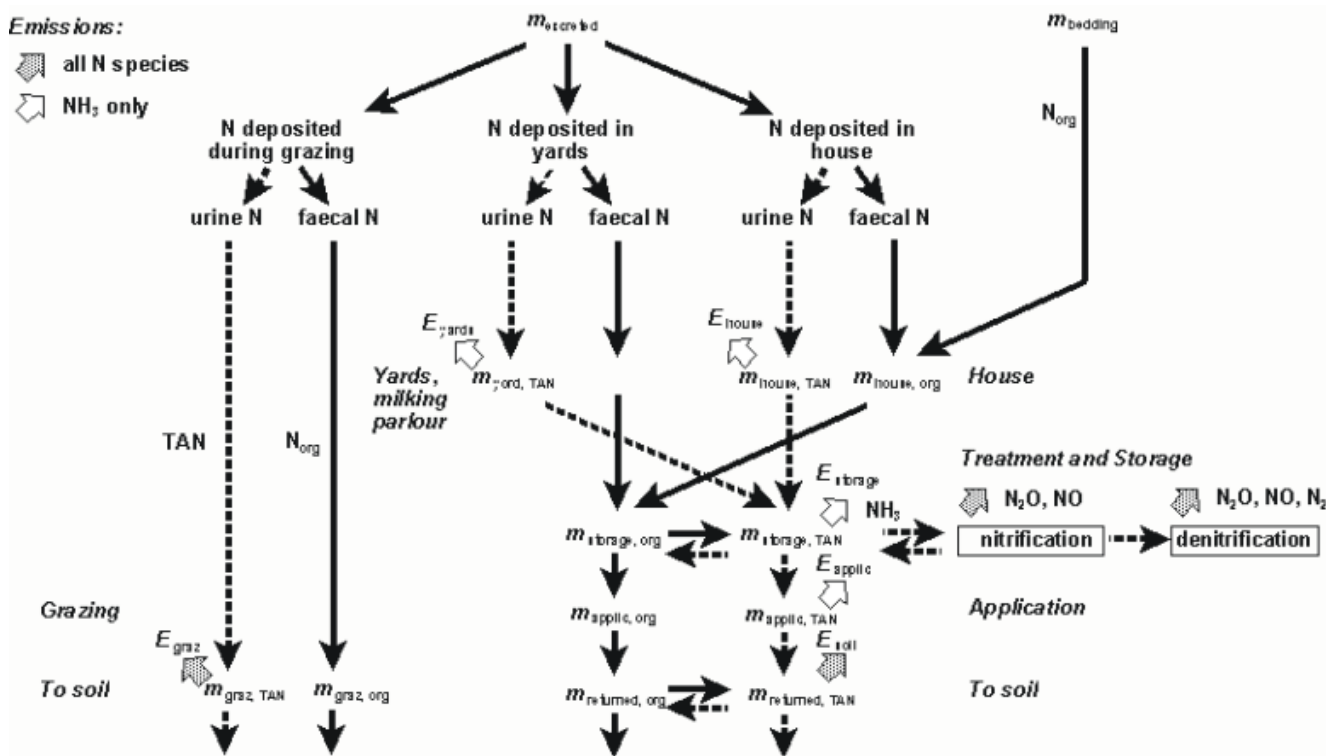 Emissions:
all N species
NH₃ only
m excreted
m bedding
N deposited during grazing
N deposited in yards
N deposited in house
N org
urine N
faecal N
urine N
faecal N
urine N
faecal N
E yards
E house
Yards, milking parlour
m yard, TAN
m house, TAN
m house, org
House
TAN
N org
Treatment and Storage
E storage
NH₃
N₂O, NO
N₂O, NO, N₂
m storage, org
m storage, TAN
nitrification
denitrification
E applic
Grazing
m applic, org
m applic, TAN
Application
E graz
E soil
To soil
m graz, TAN
m graz, org
m returned, org
m returned, TAN
To soil